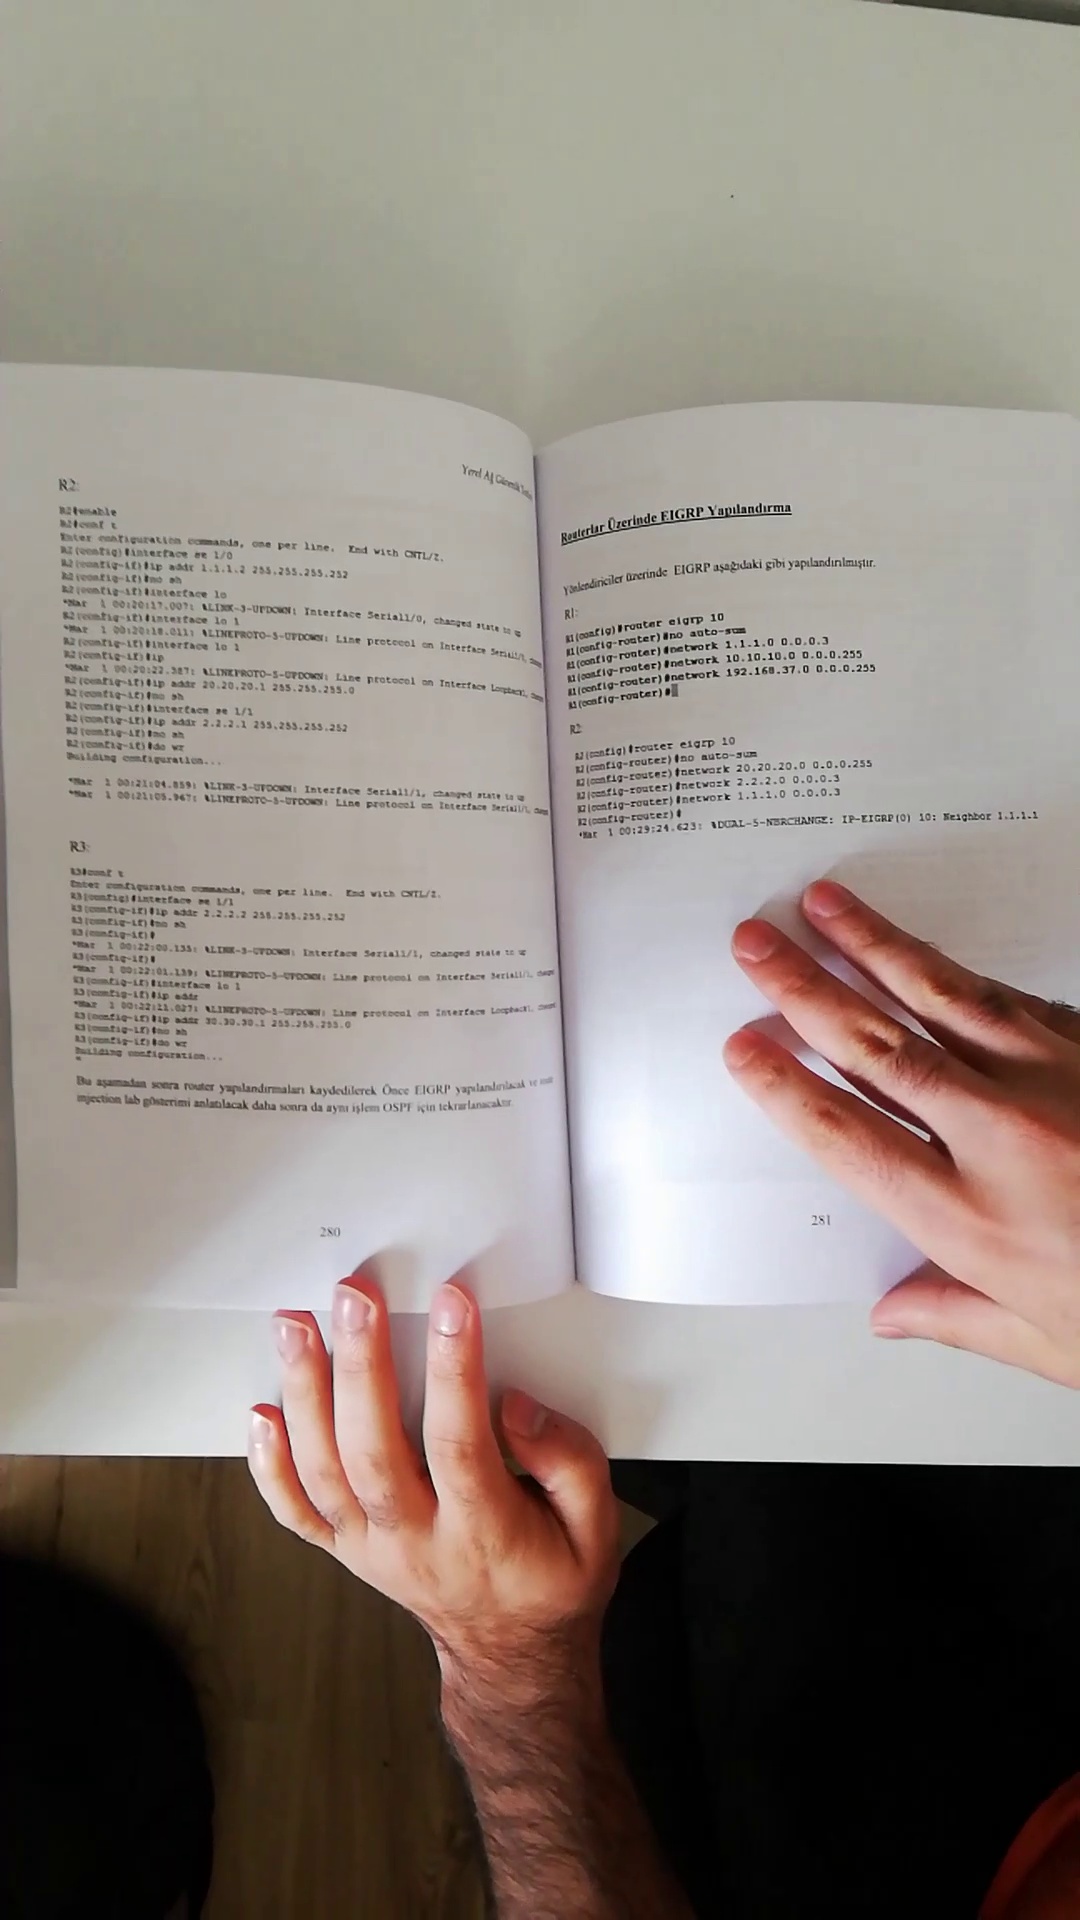 Yerel Ağ Güvenlik
R2:
R2#enable
R2#conf t
Enter configuration commands, one per line. End with CNTL/Z.
R2(config)#interface se 1/0
R2(config-if)#ip addr 1.1.1.2 255.255.255.252
R2(config-if)#no sh
R2(config-if)#interface lo
*Mar 1 00:20:17.007: %LINK-3-UPDOWN: Interface Serial1/0, changed state to up
R2(config-if)#interface lo 1
*Mar 1 00:20:18.011: %LINEPROTO-5-UPDOWN: Line protocol on Interface Serial1/0, chang
R2(config-if)#interface lo 1
R2(config-if)#ip
*Mar 1 00:20:22.387: %LINEPROTO-5-UPDOWN: Line protocol on Interface Loopback1, chang
R2(config-if)#ip addr 20.20.20.1 255.255.255.0
R2(config-if)#no sh
R2(config-if)#interface se 1/1
R2(config-if)#ip addr 2.2.2.1 255.255.255.252
R2(config-if)#no sh
R2(config-if)#do wr
Building configuration...
*Mar 1 00:21:04.859: %LINK-3-UPDOWN: Interface Serial1/1, changed state to up
*Mar 1 00:21:05.967: %LINEPROTO-5-UPDOWN: Line protocol on Interface Serial1/1, chang
R3:
R3#conf t
Enter configuration commands, one per line. End with CNTL/Z.
R3(config)#interface se 1/1
R3(config-if)#ip addr 2.2.2.2 255.255.255.252
R3(config-if)#no sh
R3(config-if)#
*Mar 1 00:22:00.135: %LINK-3-UPDOWN: Interface Serial1/1, changed state to up
R3(config-if)#
*Mar 1 00:22:01.139: %LINEPROTO-5-UPDOWN: Line protocol on Interface Serial1/1, chang
R3(config-if)#interface lo 1
R3(config-if)#ip addr
*Mar 1 00:22:11.027: %LINEPROTO-5-UPDOWN: Line protocol on Interface Loopback1, chang
R3(config-if)#ip addr 30.30.30.1 255.255.255.0
R3(config-if)#no sh
R3(config-if)#do wr
Building configuration...
Bu aşamadan sonra router yapılandırmaları kaydedilerek Önce EIGRP yapılandırılacak ve
injection lab gösterimi anlatılacak daha sonra da aynı işlem OSPF için tekrarlanacaktır.
280
Routerlar Üzerinde EIGRP Yapılandırma
Yönlendiriciler üzerinde EIGRP aşağıdaki gibi yapılandırılmıştır.
R1:
R1(config)#router eigrp 10
R1(config-router)#no auto-sum
R1(config-router)#network 1.1.1.0 0.0.0.3
R1(config-router)#network 10.10.10.0 0.0.0.255
R1(config-router)#network 192.168.37.0 0.0.0.255
R1(config-router)#
R2:
R2(config)#router eigrp 10
R2(config-router)#no auto-sum
R2(config-router)#network 20.20.20.0 0.0.0.255
R2(config-router)#network 2.2.2.0 0.0.0.3
R2(config-router)#network 1.1.1.0 0.0.0.3
R2(config-router)#
*Mar 1 00:29:24.623: %DUAL-5-NBRCHANGE: IP-EIGRP(0) 10: Neighbor 1.1.1.1
281